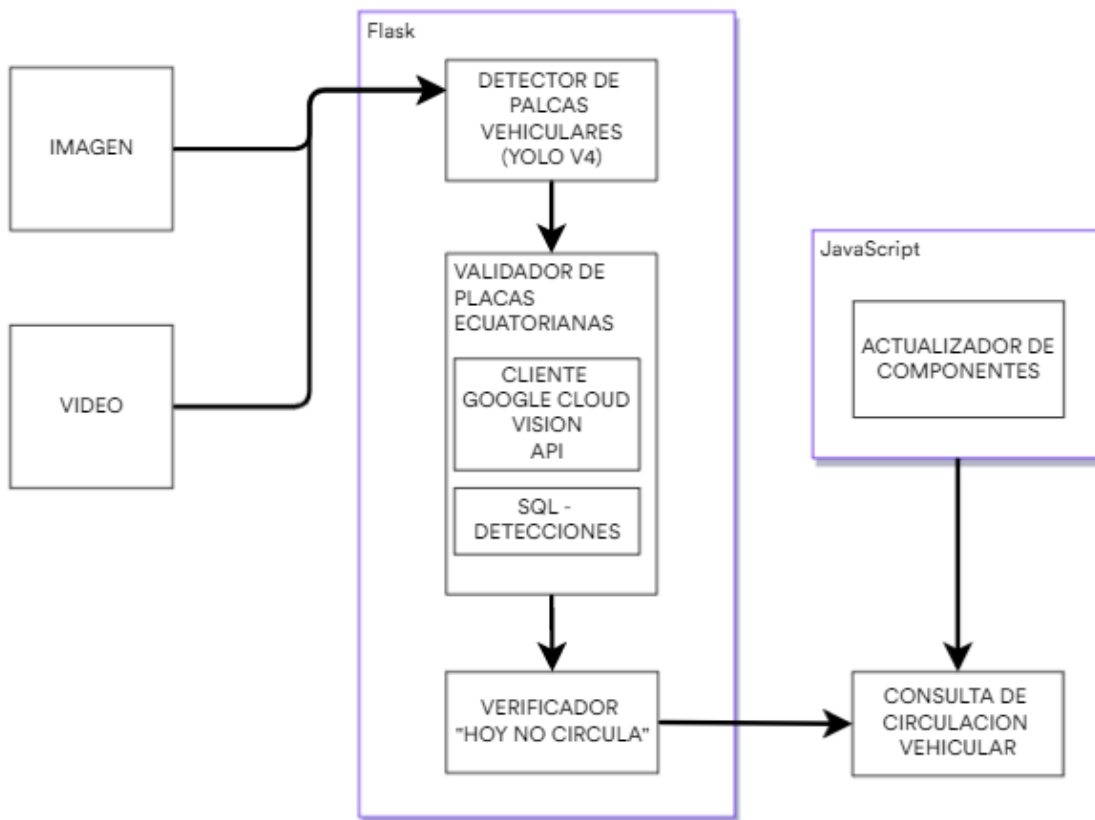 Flask
IMAGEN
DETECTOR DE
PALCAS
VEHICULARES
(YOLO V4)
VIDEO
VALIDADOR DE
PLACAS
ECUATORIANAS
CLIENTE
GOOGLE CLOUD
VISION
API
SQL -
DETECCIONES
JavaScript
ACTUALIZADOR DE
COMPONENTES
VERIFICADOR
"HOY NO CIRCULA"
CONSULTA DE
CIRCULACION
VEHICULAR